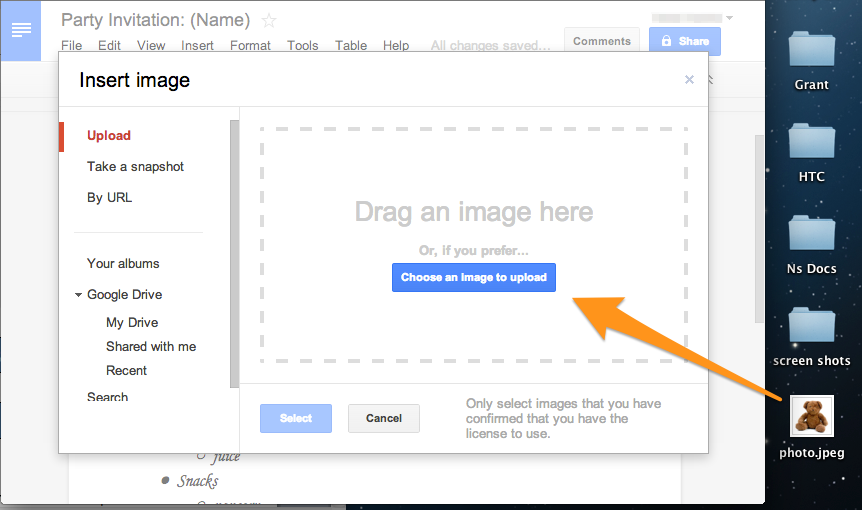 Party Invitation: (Name)
File Edit View Insert Format Tools Table Help All changes saved... Comments Share
Insert image
Upload
Take a snapshot
By URL
Your albums
Google Drive
My Drive
Shared with me
Recent
Search
Drag an image here
Or, if you prefer...
Choose an image to upload
Select Cancel
Only select images that you have
confirmed that you have the
license to use.
juice
Snacks
Grant
HTC
Ns Docs
screen shots
photo.jpeg